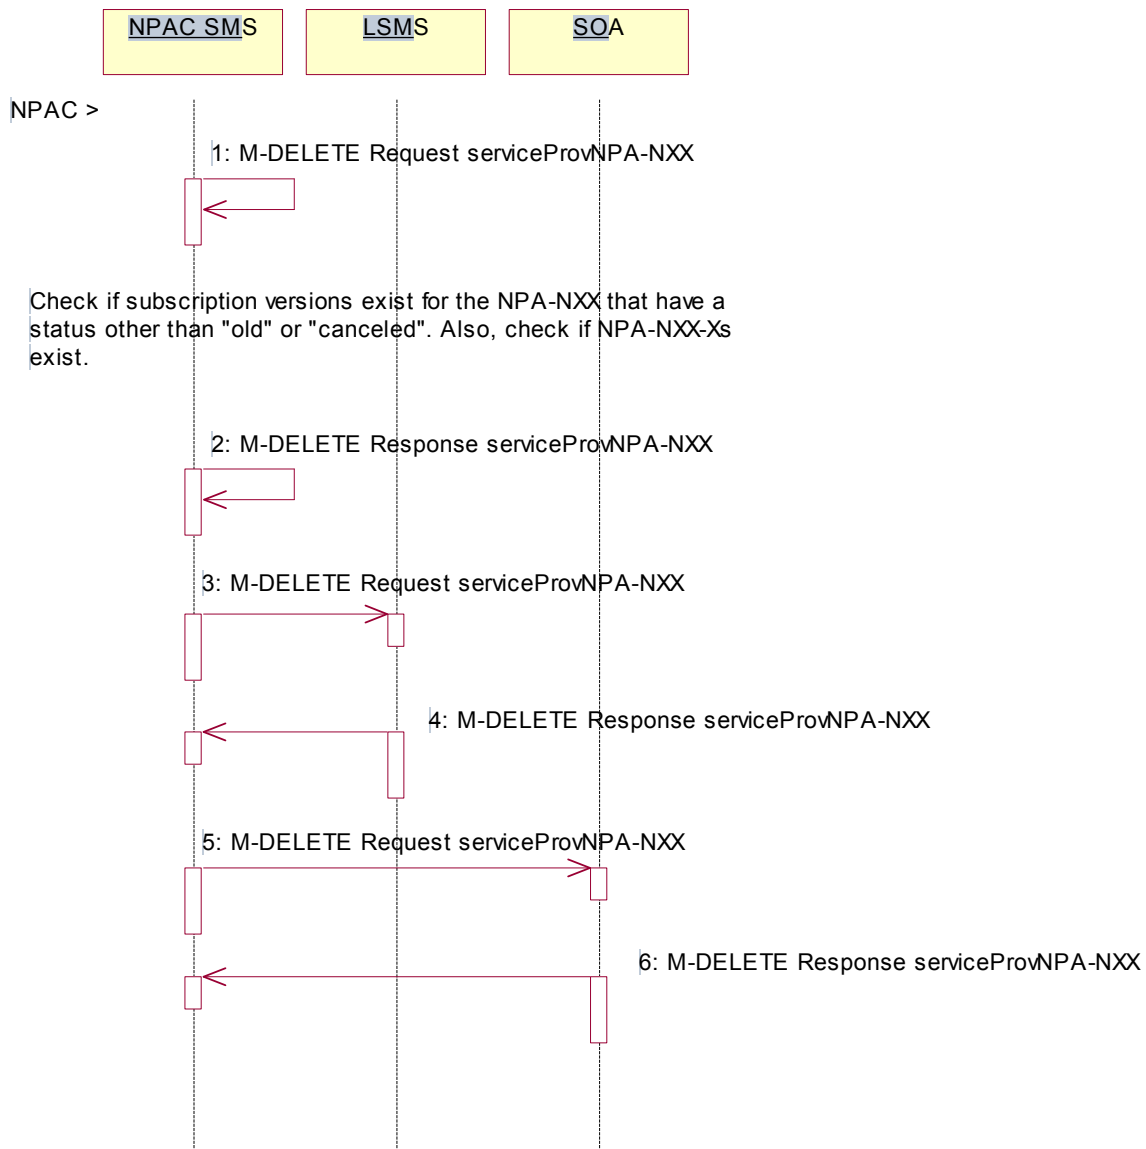 NPAC SMS
LSMS
SOA
NPAC >
1: M-DELETE Request serviceProvNPA-NXX
Check if subscription versions exist for the NPA-NXX that have a
status other than "old" or "canceled". Also, check if NPA-NXX-Xs
exist.
2: M-DELETE Response serviceProvNPA-NXX
3: M-DELETE Request serviceProvNPA-NXX
4: M-DELETE Response serviceProvNPA-NXX
5: M-DELETE Request serviceProvNPA-NXX
6: M-DELETE Response serviceProvNPA-NXX